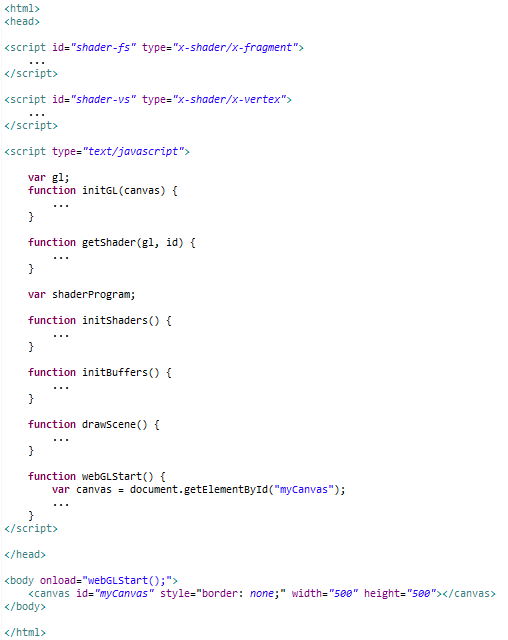 <html>
<head>
<script id="shader-fs" type="x-shader/x-fragment">
...
</script>
<script id="shader-vs" type="x-shader/x-vertex">
...
</script>
<script type="text/javascript">
var gl;
function initGL(canvas) {
...
}
function getShader(gl, id) {
...
}
var shaderProgram;
function initShaders() {
...
}
function initBuffers() {
...
}
function drawScene() {
...
}
function webGLStart() {
var canvas = document.getElementById("myCanvas");
...
}
</script>
</head>
<body onload="webGLStart();">
<canvas id="myCanvas" style="border: none;" width="500" height="500"></canvas>
</body>
</html>